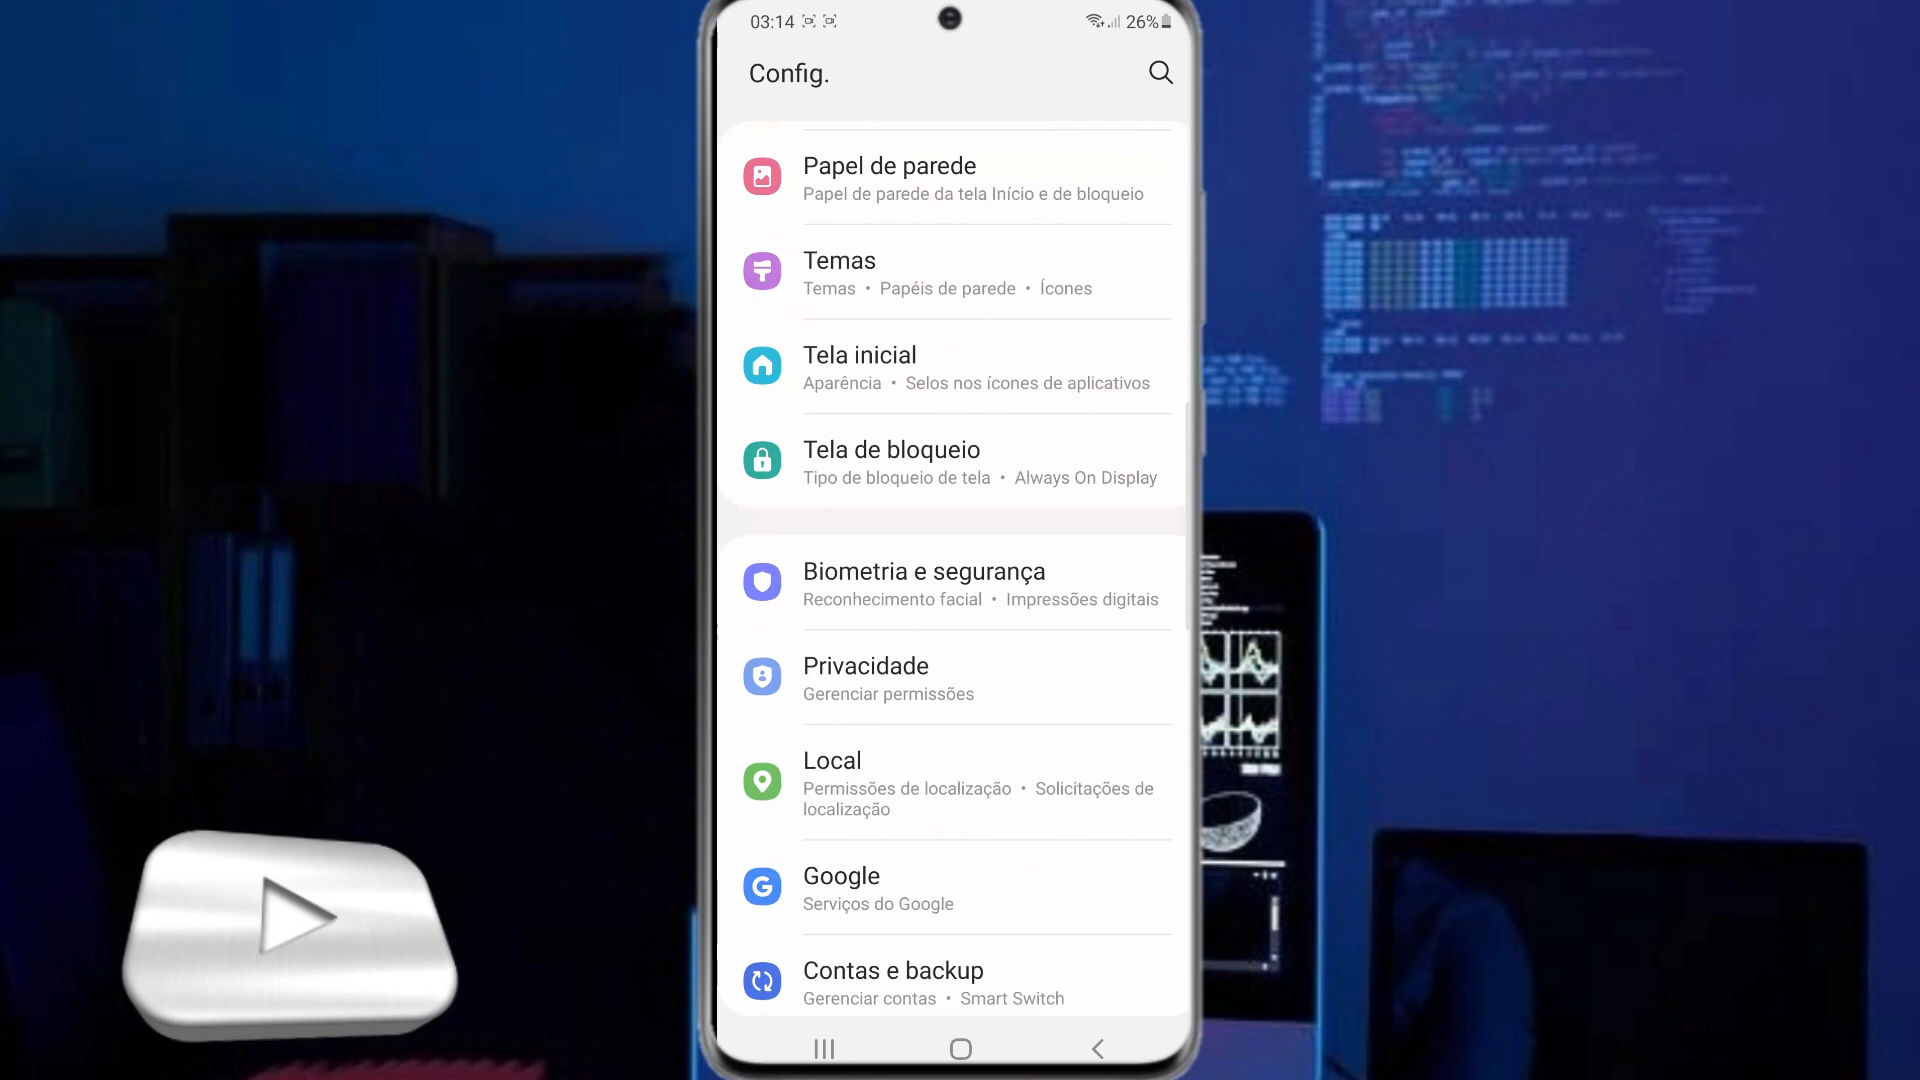 03:14
26%
Config.
Papel de parede
Papel de parede da tela Início e de bloqueio
Temas
Temas • Papéis de parede • Ícones
Tela inicial
Aparência • Selos nos ícones de aplicativos
Tela de bloqueio
Tipo de bloqueio de tela • Always On Display
Biometria e segurança
Reconhecimento facial • Impressões digitais
Privacidade
Gerenciar permissões
Local
Permissões de localização • Solicitações de
localização
Google
Serviços do Google
Contas e backup
Gerenciar contas • Smart Switch